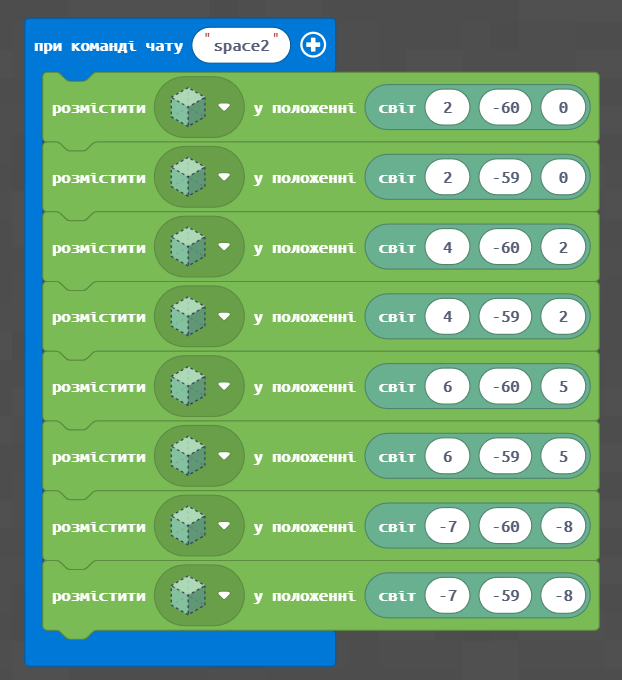 при команді чату "space2"
розмістити у положенні світ 2 -60 0
розмістити у положенні світ 2 -59 0
розмістити у положенні світ 4 -60 2
розмістити у положенні світ 4 -59 2
розмістити у положенні світ 6 -60 5
розмістити у положенні світ 6 -59 5
розмістити у положенні світ -7 -60 -8
розмістити у положенні світ -7 -59 -8